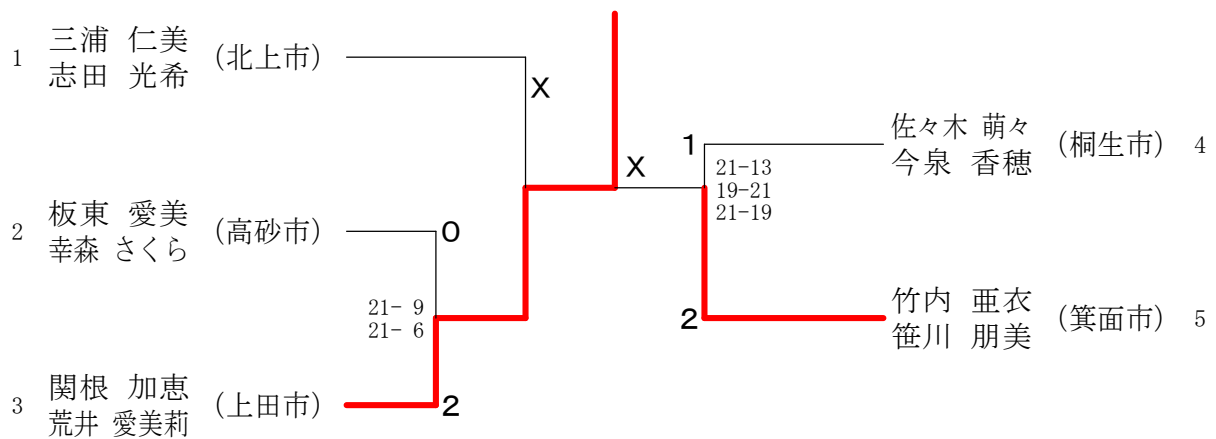 1 三浦 仁美
志田 光希 (北上市)
X
2 板東 愛美
幸森 さくら (高砂市)
0
21- 9
21- 6
3 関根 加恵
荒井 愛美莉 (上田市)
2
X
佐々木 萌々
今泉 香穂 (桐生市) 4
1
21-13
19-21
21-19
竹内 亜衣
笹川 朋美 (箕面市) 5
2